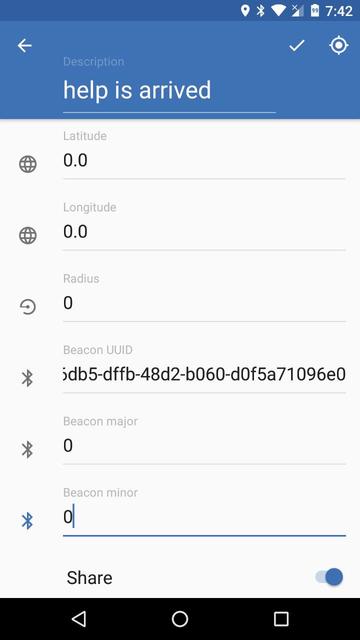 7:42
Description
help is arrived
Latitude
0.0
Longitude
0.0
Radius
0
Beacon UUID
6db5-dffb-48d2-b060-d0f5a71096e0
Beacon major
0
Beacon minor
0
Share